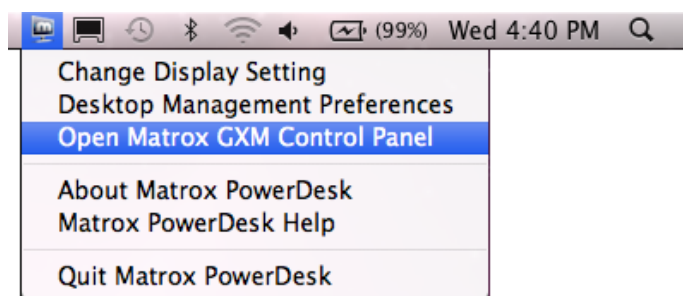 (99%) Wed 4:40 PM
Change Display Setting
Desktop Management Preferences
Open Matrox GXM Control Panel
About Matrox PowerDesk
Matrox PowerDesk Help
Quit Matrox PowerDesk